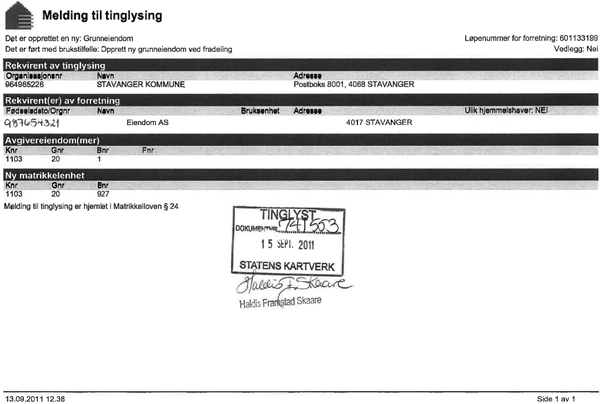 Melding til tinglysing
Det er opprettet en ny: Grunneiendom
Løpenummer for forretning: 601133199
Det er ført med brukstilfelle: Opprett ny grunneiendom ved fradeling
Vedlegg: Nei
Rekvirent av tinglysing
Organisasjonsnr Navn Adresse
964965226 STAVANGER KOMMUNE Postboks 8001, 4068 STAVANGER
Rekvirent(er) av forretning
Fødselsdato/Orgnr Navn Bruksenhet Adresse Ulik hjemmelshaver: NEI
987654321 Eiendom AS 4017 STAVANGER
Avgivereiendom(mer)
Knr Gnr Bnr Fnr
1103 20 1
Ny matrikkelenhet
Knr Gnr Bnr
1103 20 927
Melding til tinglysing er hjemlet i Matrikkelloven § 24
TINGLYST
DOKUMENTNR 741553
15 SEPT. 2011
STATENS KARTVERK
Haldis F. Skaare
Haldis Framstad Skaare
13.09.2011 12.38
Side 1 av 1